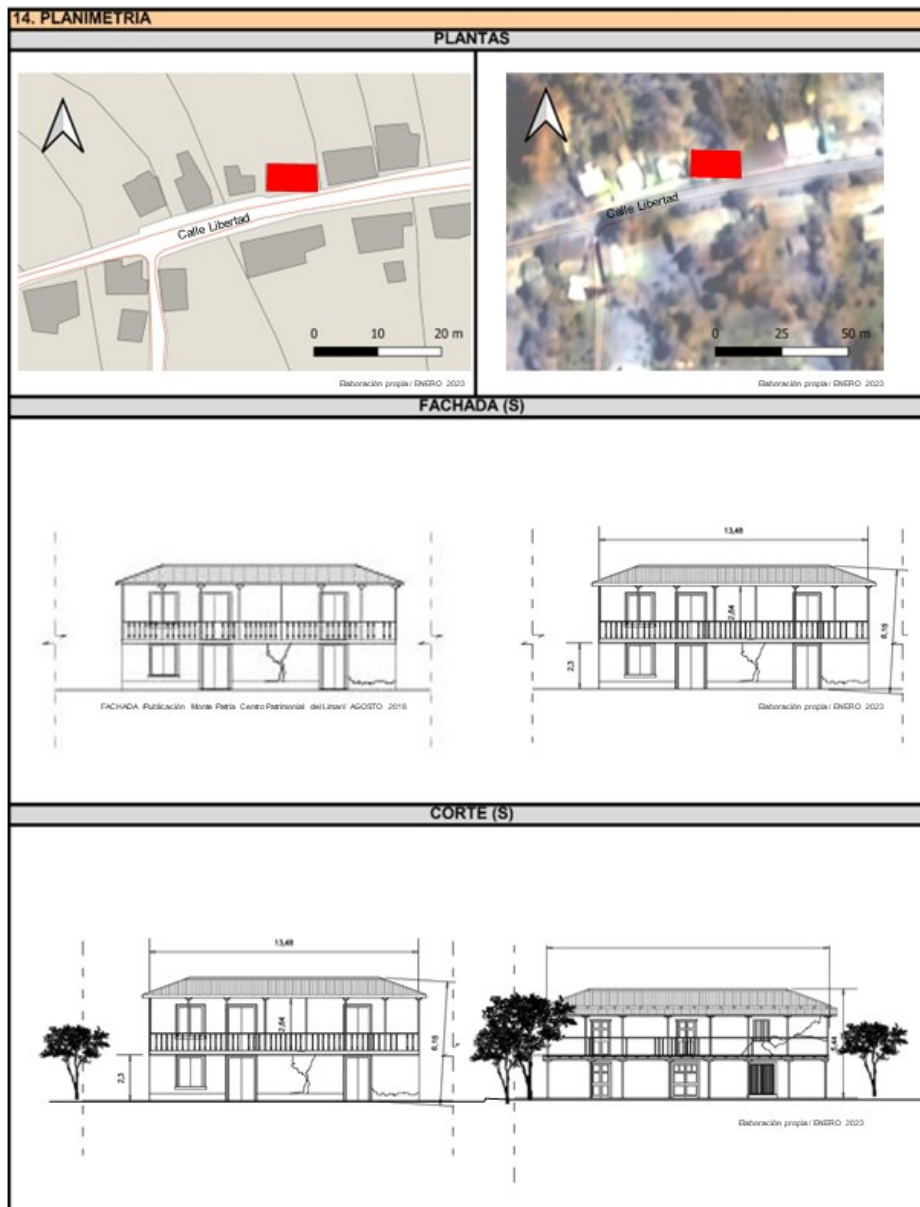 14. PLANIMETRIA
PLANTAS
Calle Libertad
0 10 20 m
Elaboración propia/ ENERO 2023
Calle Libertad
0 25 50 m
Elaboración propia/ ENERO 2023
FACHADA (S)
FACHADA /Publicación Monte Patria Centro Patrimonial del Limarí/ AGOSTO 2016
13,48
2,54
6,16
2,3
Elaboración propia/ ENERO 2023
CORTE (S)
13,48
2,54
6,16
2,3
Elaboración propia/ ENERO 2023